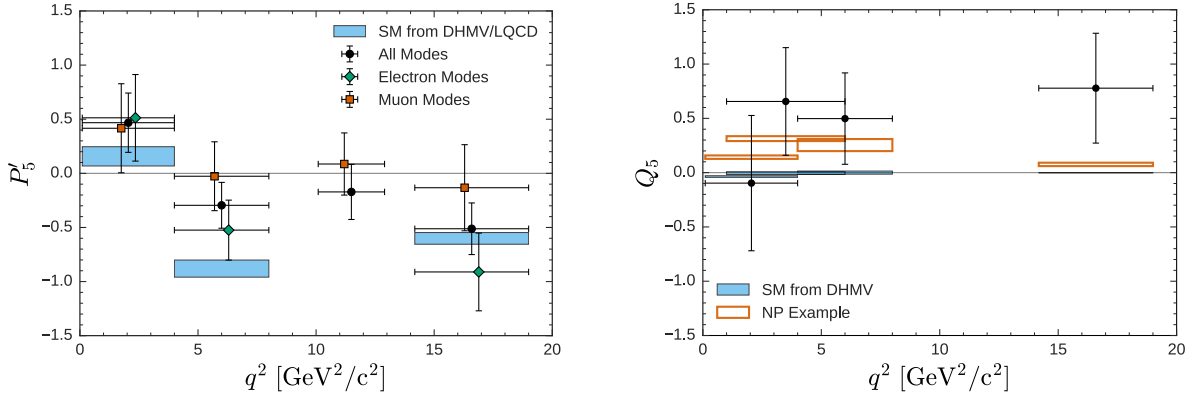 1.5
1.0
0.5
0.0
−0.5
−1.0
−1.5
P′5
SM from DHMV/LQCD
All Modes
Electron Modes
Muon Modes
0 5 10 15 20
q² [GeV²/c²]
1.5
1.0
0.5
0.0
−0.5
−1.0
−1.5
Q5
SM from DHMV
NP Example
0 5 10 15 20
q² [GeV²/c²]